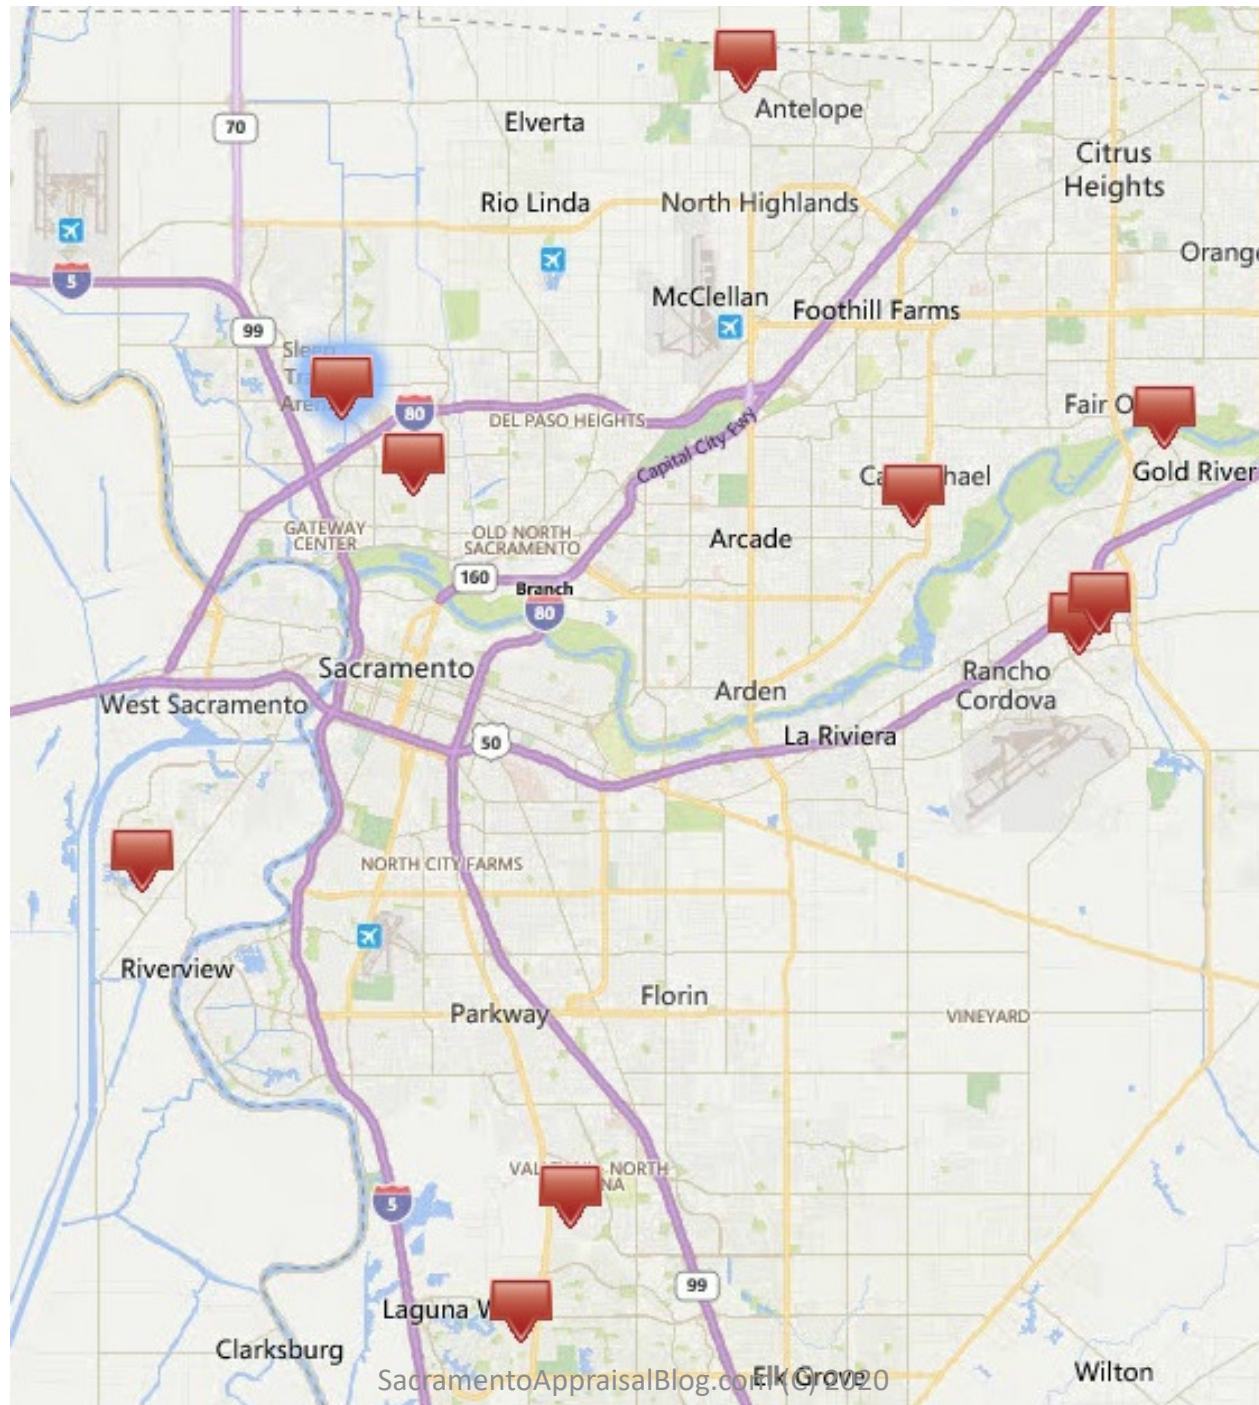 Antelope
Elverta
70
Citrus
Heights
Rio Linda
North Highlands
Orange
5
McClellan
Foothill Farms
99
80
DEL PASO HEIGHTS
Capital City Fwy
Fair O
Gold River
GATEWAY
CENTER
OLD NORTH
SACRAMENTO
Arcade
160
Branch
80
Sacramento
Rancho
Cordova
West Sacramento
Arden
50
La Riviera
NORTH CITY FARMS
Riverview
Florin
Parkway
VINEYARD
NORTH
5
99
Laguna W
Clarksburg
Elk Grove
Wilton
SacramentoAppraisalBlog.com (C) 2020